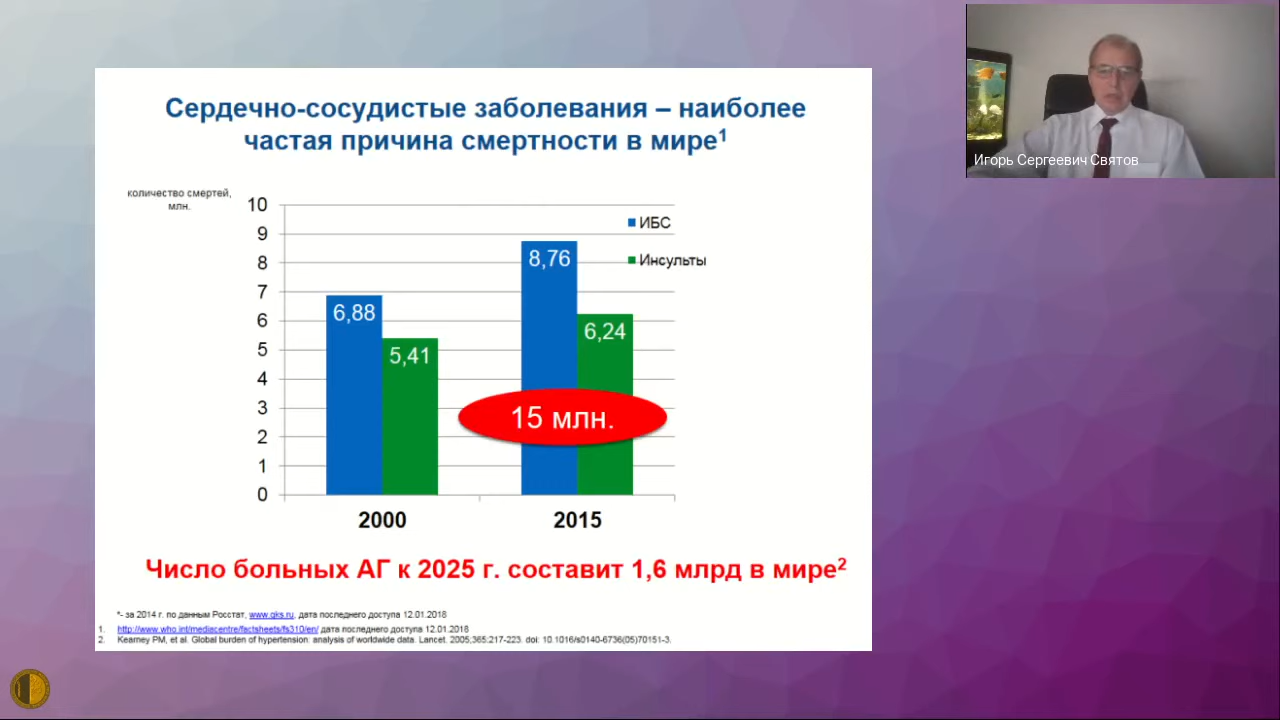 Сердечно-сосудистые заболевания – наиболее
частая причина смертности в мире¹
количество смертей,
млн.
10
9
8
7
6
5
4
3
2
1
0
ИБС
Инсульты
6,88
5,41
8,76
6,24
15 млн.
2000
2015
Число больных АГ к 2025 г. составит 1,6 млрд в мире²
*- за 2014 г. по данным Росстат, www.gks.ru, дата последнего доступа 12.01.2018
1. http://www.who.int/mediacentre/factsheets/fs310/en/ дата последнего доступа 12.01.2018
2. Kearney PM, et al. Global burden of hypertension: analysis of worldwide data. Lancet. 2005;365:217-223. doi: 10.1016/s0140-6736(05)70151-3.
Игорь Сергеевич Святов